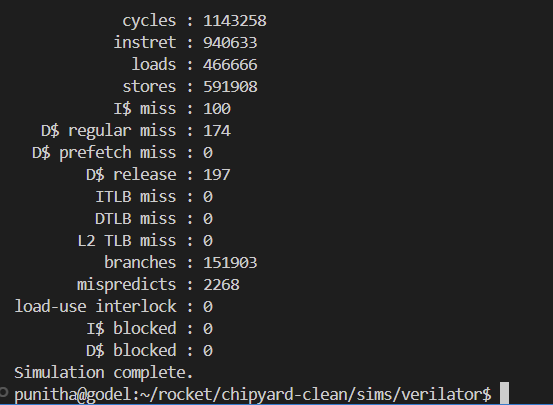 cycles : 1143258
instret : 940633
loads : 466666
stores : 591908
I$ miss : 100
D$ regular miss : 174
D$ prefetch miss : 0
D$ release : 197
ITLB miss : 0
DTLB miss : 0
L2 TLB miss : 0
branches : 151903
mispredicts : 2268
load-use interlock : 0
I$ blocked : 0
D$ blocked : 0
Simulation complete.
punitha@godel:~/rocket/chipyard-clean/sims/verilator$